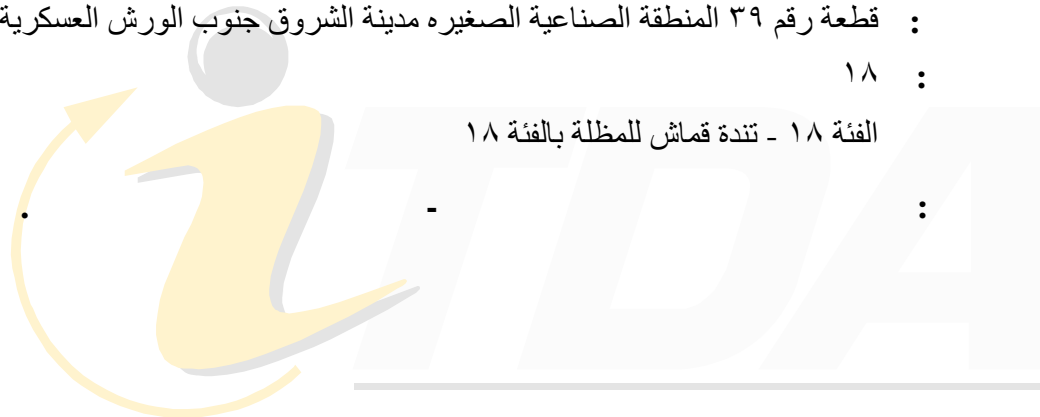 : قطعة رقم ٣٩ المنطقة الصناعية الصغيره مدينة الشروق جنوب الورش العسكرية
: ١٨
الفئة ١٨ - تندة قماش للمظلة بالفئة ١٨
: - .
iTDA